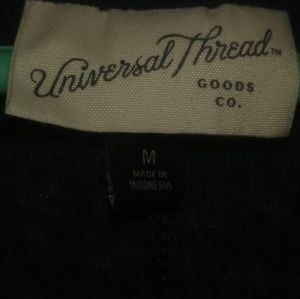 Universal Thread™
GOODS
CO.
M
MADE IN
INDONESIA